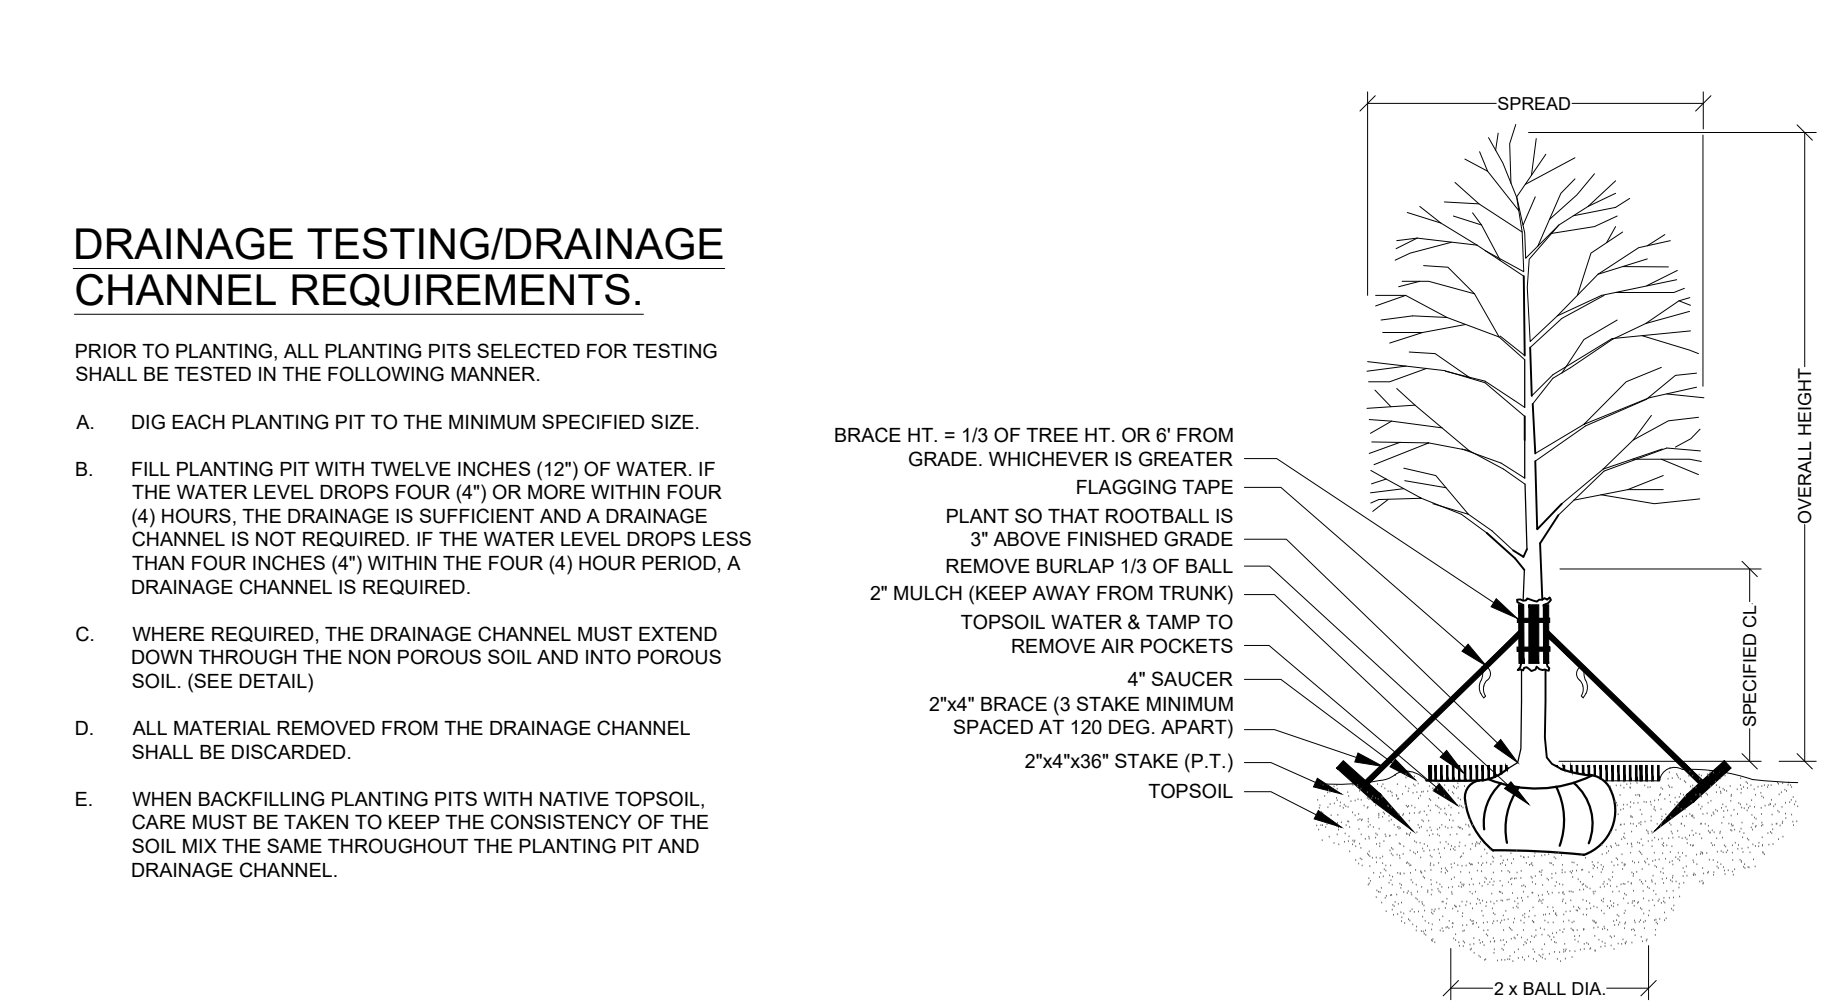 DRAINAGE TESTING/DRAINAGE
CHANNEL REQUIREMENTS.
PRIOR TO PLANTING, ALL PLANTING PITS SELECTED FOR TESTING
SHALL BE TESTED IN THE FOLLOWING MANNER.
A. DIG EACH PLANTING PIT TO THE MINIMUM SPECIFIED SIZE.
B. FILL PLANTING PIT WITH TWELVE INCHES (12") OF WATER. IF
THE WATER LEVEL DROPS FOUR (4") OR MORE WITHIN FOUR
(4) HOURS, THE DRAINAGE IS SUFFICIENT AND A DRAINAGE
CHANNEL IS NOT REQUIRED. IF THE WATER LEVEL DROPS LESS
THAN FOUR INCHES (4") WITHIN THE FOUR (4) HOUR PERIOD, A
DRAINAGE CHANNEL IS REQUIRED.
C. WHERE REQUIRED, THE DRAINAGE CHANNEL MUST EXTEND
DOWN THROUGH THE NON POROUS SOIL AND INTO POROUS
SOIL. (SEE DETAIL)
D. ALL MATERIAL REMOVED FROM THE DRAINAGE CHANNEL
SHALL BE DISCARDED.
E. WHEN BACKFILLING PLANTING PITS WITH NATIVE TOPSOIL,
CARE MUST BE TAKEN TO KEEP THE CONSISTENCY OF THE
SOIL MIX THE SAME THROUGHOUT THE PLANTING PIT AND
DRAINAGE CHANNEL.
SPREAD
BRACE HT. = 1/3 OF TREE HT. OR 6' FROM
GRADE. WHICHEVER IS GREATER
FLAGGING TAPE
PLANT SO THAT ROOTBALL IS
3" ABOVE FINISHED GRADE
REMOVE BURLAP 1/3 OF BALL
2" MULCH (KEEP AWAY FROM TRUNK)
TOPSOIL WATER & TAMP TO
REMOVE AIR POCKETS
4" SAUCER
2"x4" BRACE (3 STAKE MINIMUM
SPACED AT 120 DEG. APART)
2"x4"x36" STAKE (P.T.)
TOPSOIL
OVERALL HEIGHT
SPECIFIED CL
2 x BALL DIA.